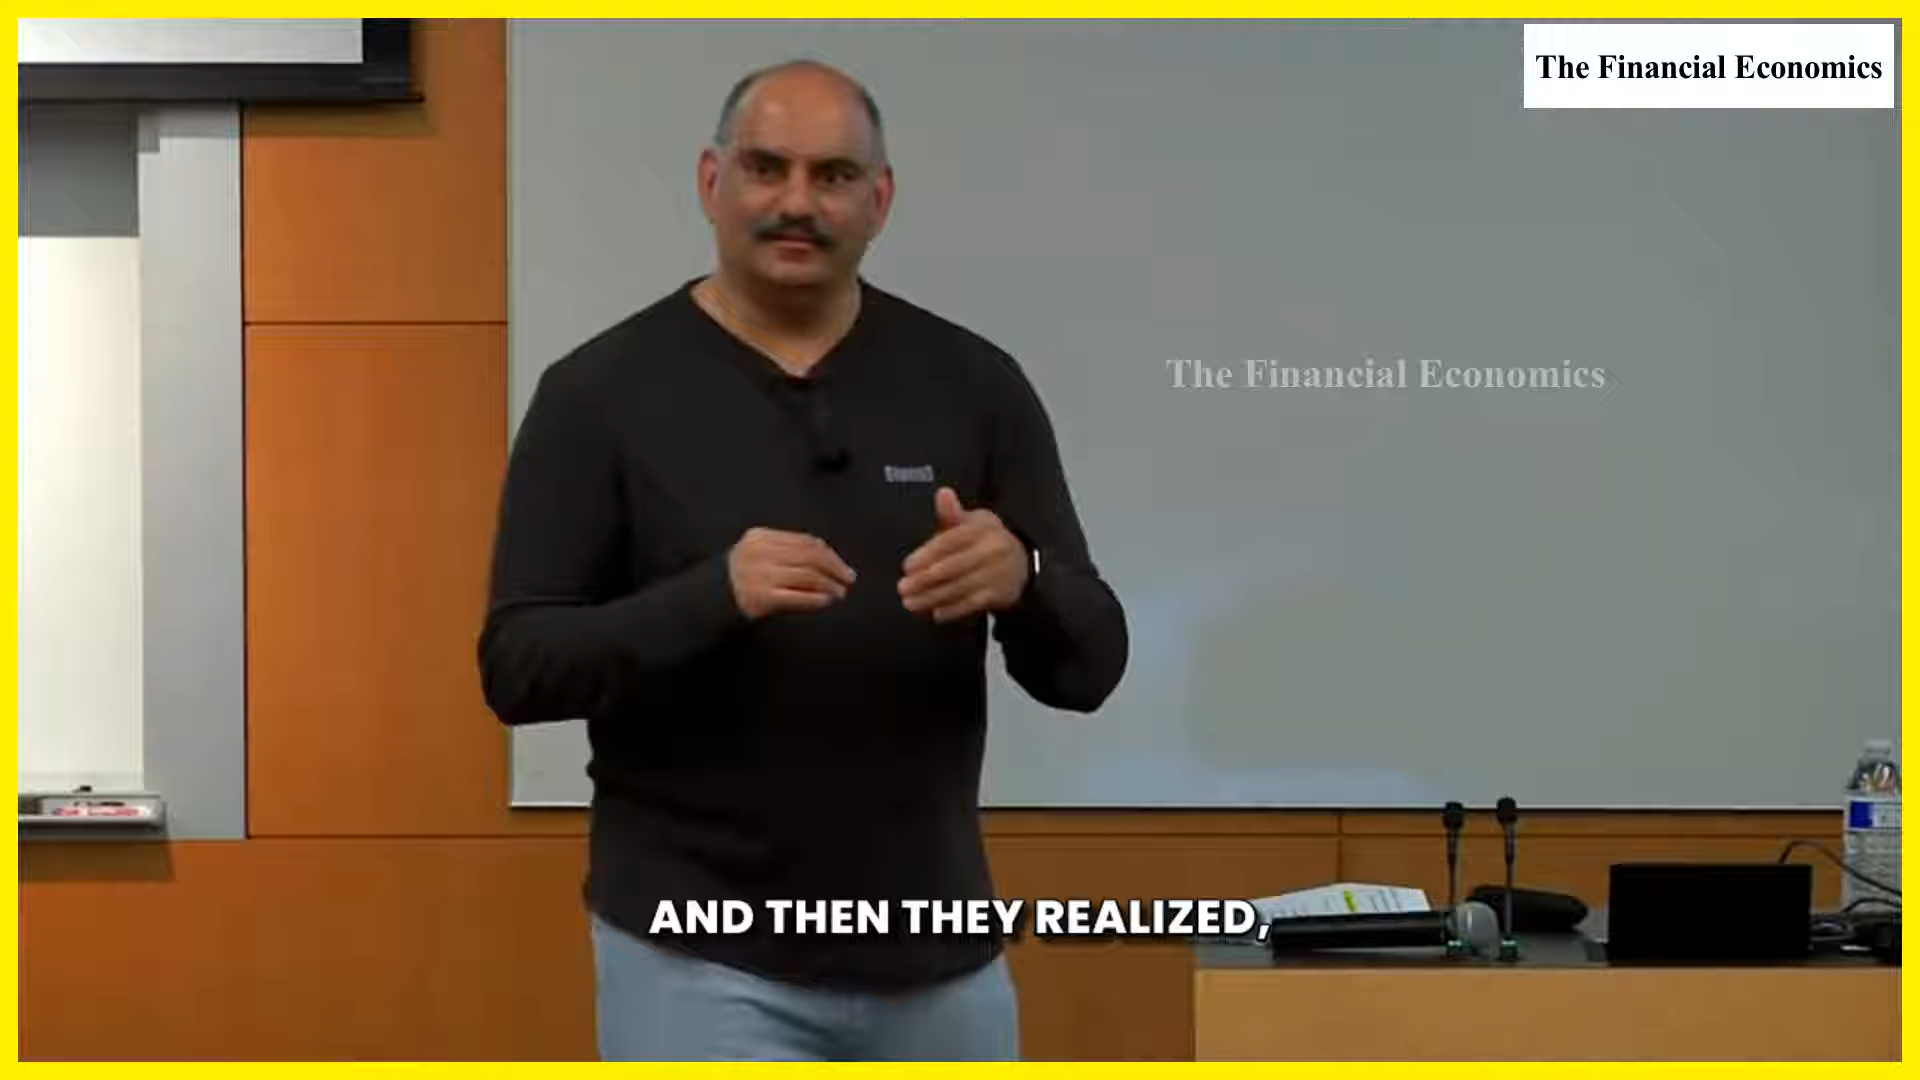 The Financial Economics
The Financial Economics
AND THEN THEY REALIZED,